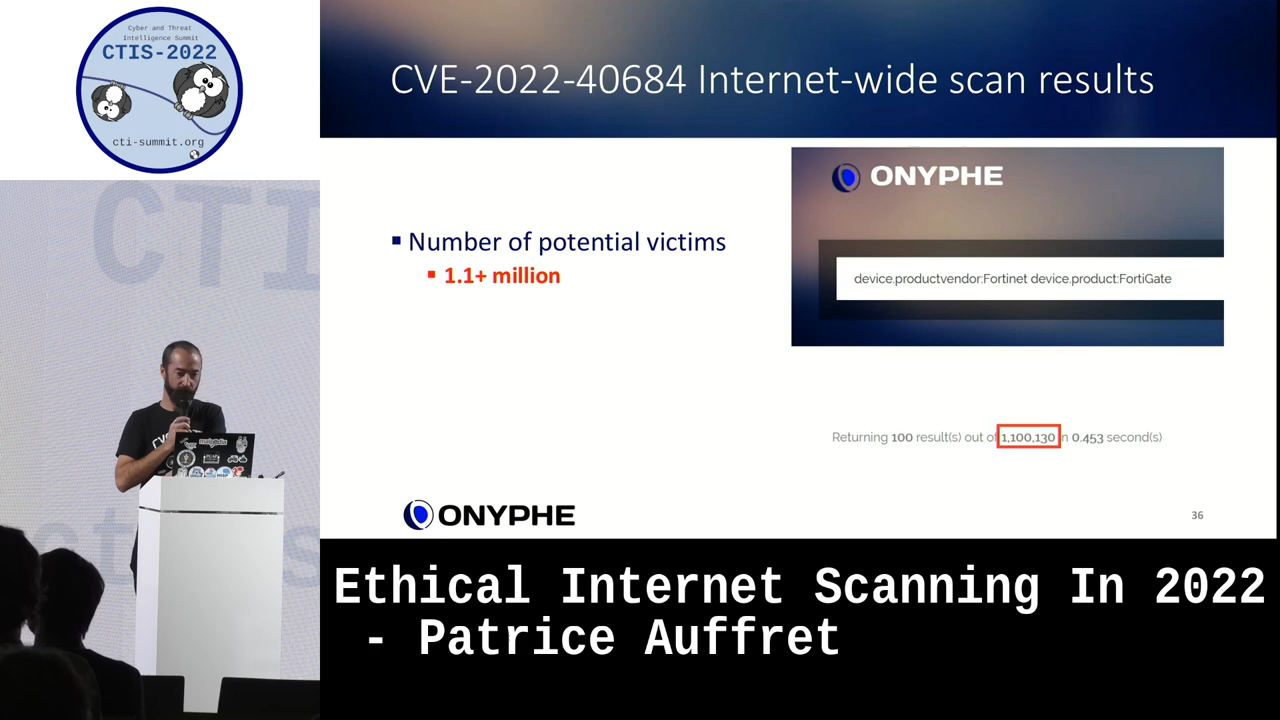 Cyber and Threat
Intelligence Summit
CTIS-2022
cti-summit.org
CTI
CVE-2022-40684 Internet-wide scan results
▪ Number of potential victims
▪ 1.1+ million
ONYPHE
device.productvendor:Fortinet device.product:FortiGate
Returning 100 result(s) out of 1,100,130 in 0.453 second(s)
ONYPHE
36
Ethical Internet Scanning In 2022
- Patrice Auffret